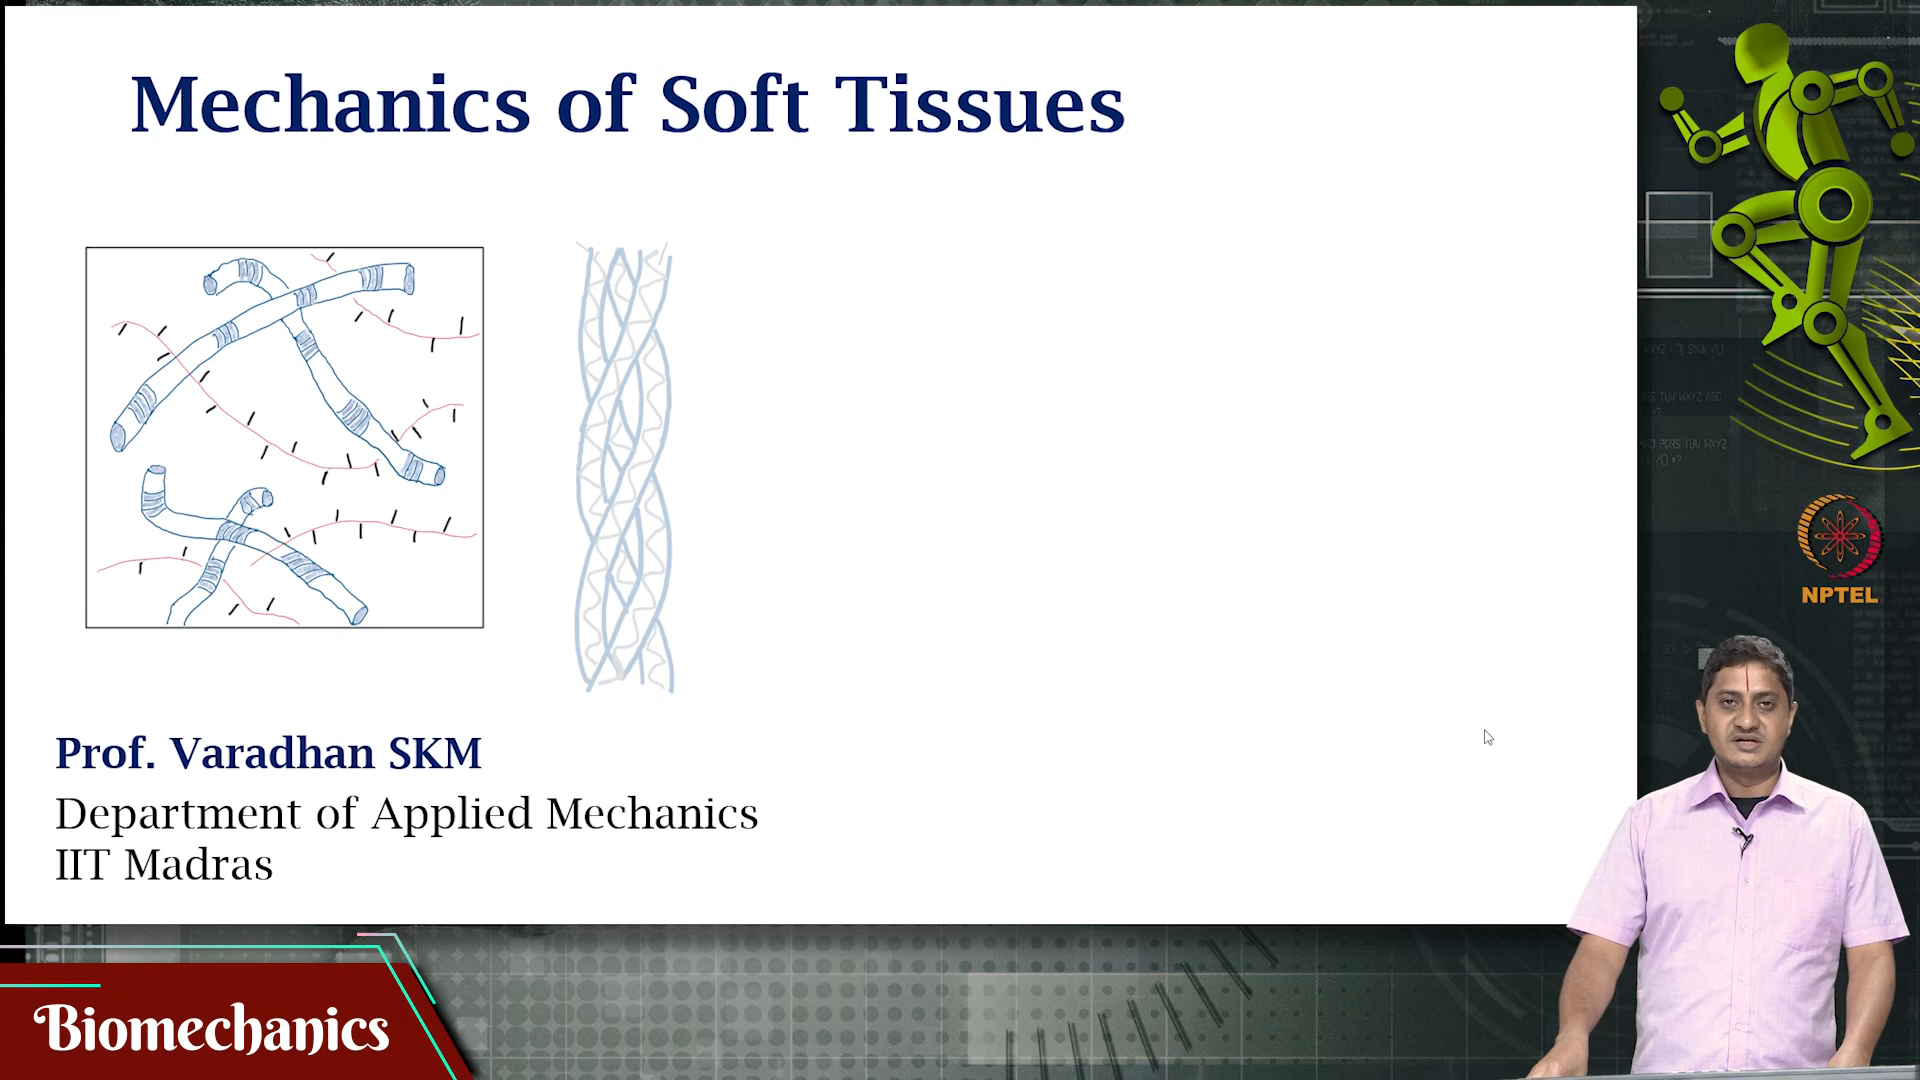 Mechanics of Soft Tissues
Prof. Varadhan SKM
Department of Applied Mechanics
IIT Madras
NPTEL
Biomechanics